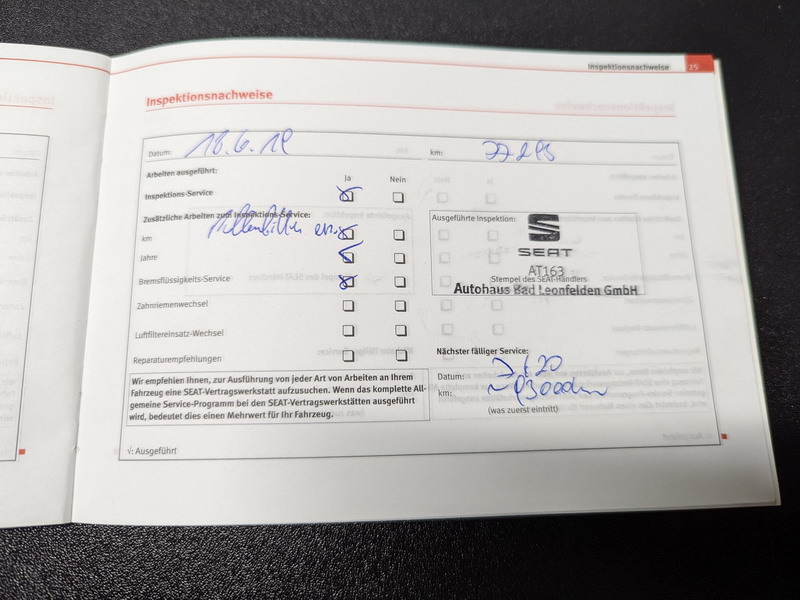 Inspektionsnachweise 25
Inspektionsnachweise
Datum: 18.6.19 km:
Arbeiten ausgeführt: Ja Nein
Inspektions-Service
Zusätzliche Arbeiten zum Inspektions-Service:
Pollenfilter ers.
km
Jahre
Bremsflüssigkeits-Service
Zahnriemenwechsel
Luftfiltereinsatz-Wechsel
Reparaturempfehlungen
Wir empfehlen Ihnen, zur Ausführung von jeder Art von Arbeiten an Ihrem
Fahrzeug eine SEAT-Vertragswerkstatt aufzusuchen. Wenn das komplette All-
gemeine Service-Programm bei den SEAT-Vertragswerkstätten ausgeführt
wird, bedeutet dies einen Mehrwert für Ihr Fahrzeug.
√: Ausgeführt
Ausgeführte Inspektion:
SEAT
AT163
Stempel des SEAT-Händlers
Autohaus Bad Leonfelden GmbH
Nächster fälliger Service:
Datum:
km:
(was zuerst eintritt)